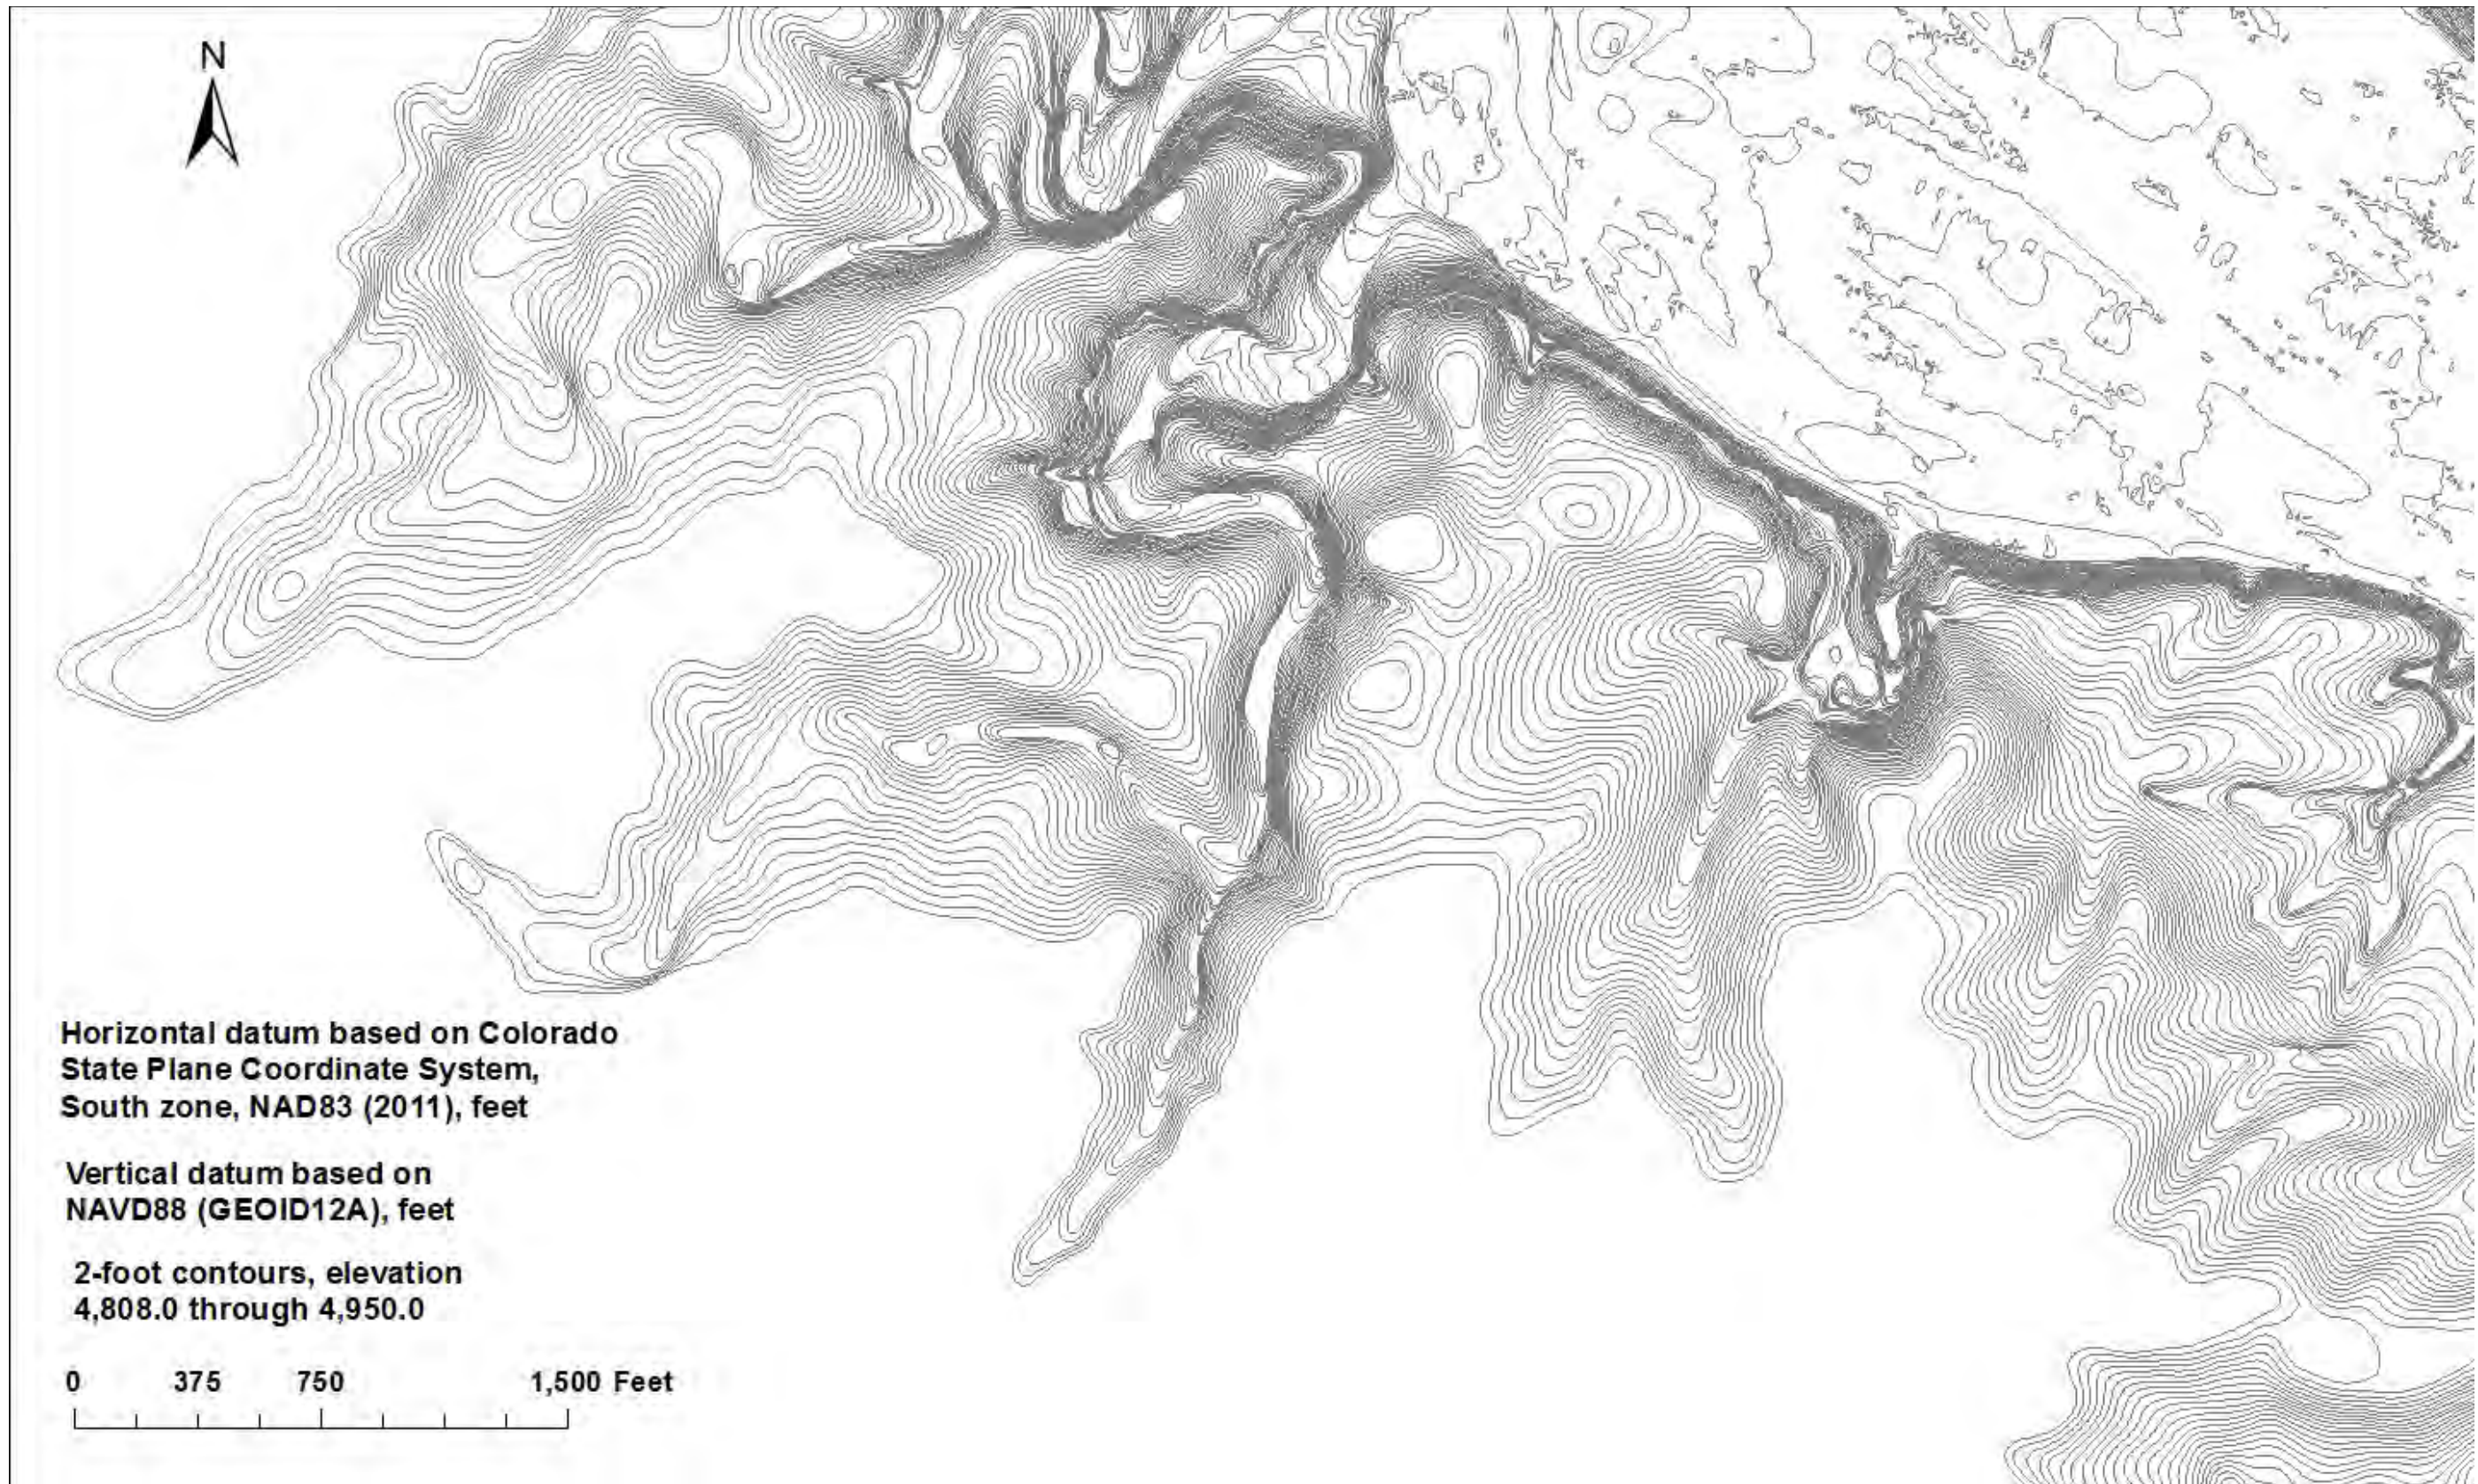 N
Horizontal datum based on Colorado
State Plane Coordinate System,
South zone, NAD83 (2011), feet
Vertical datum based on
NAVD88 (GEOID12A), feet
2-foot contours, elevation
4,808.0 through 4,950.0
0 375 750 1,500 Feet